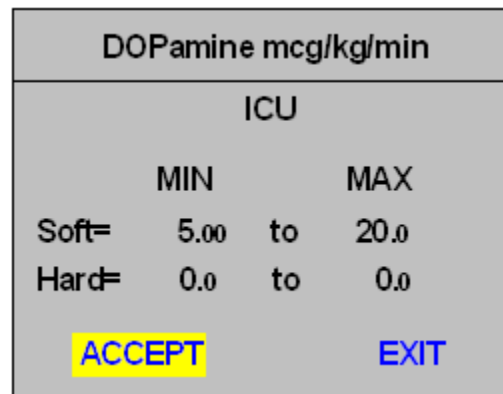 DOPamine mcg/kg/min
ICU
MIN MAX
Soft= 5.00 to 20.0
Hard= 0.0 to 0.0
ACCEPT EXIT